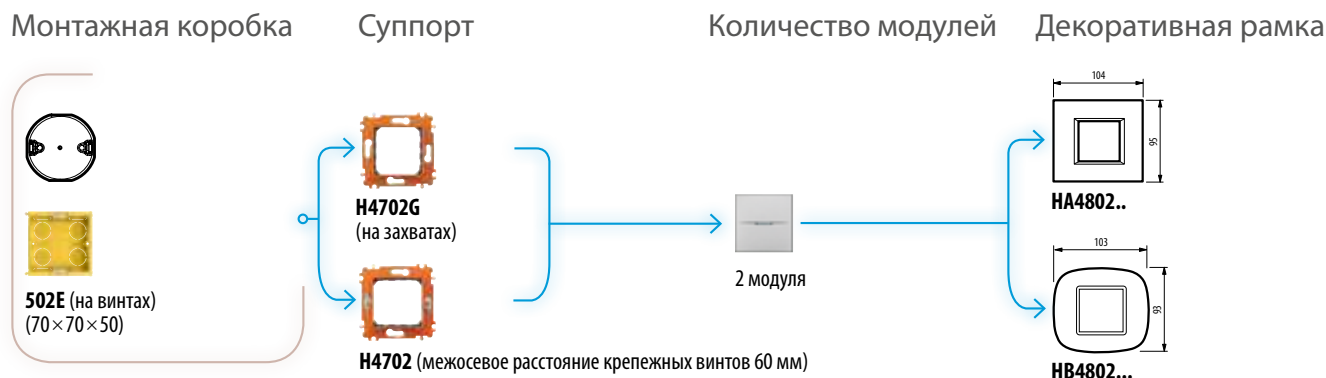 Монтажная коробка
Суппорт
Количество модулей
Декоративная рамка
104
95
HA4802..
H4702G
(на захватах)
502E (на винтах)
(70×70×50)
2 модуля
H4702 (межосевое расстояние крепежных винтов 60 мм)
103
93
HB4802...